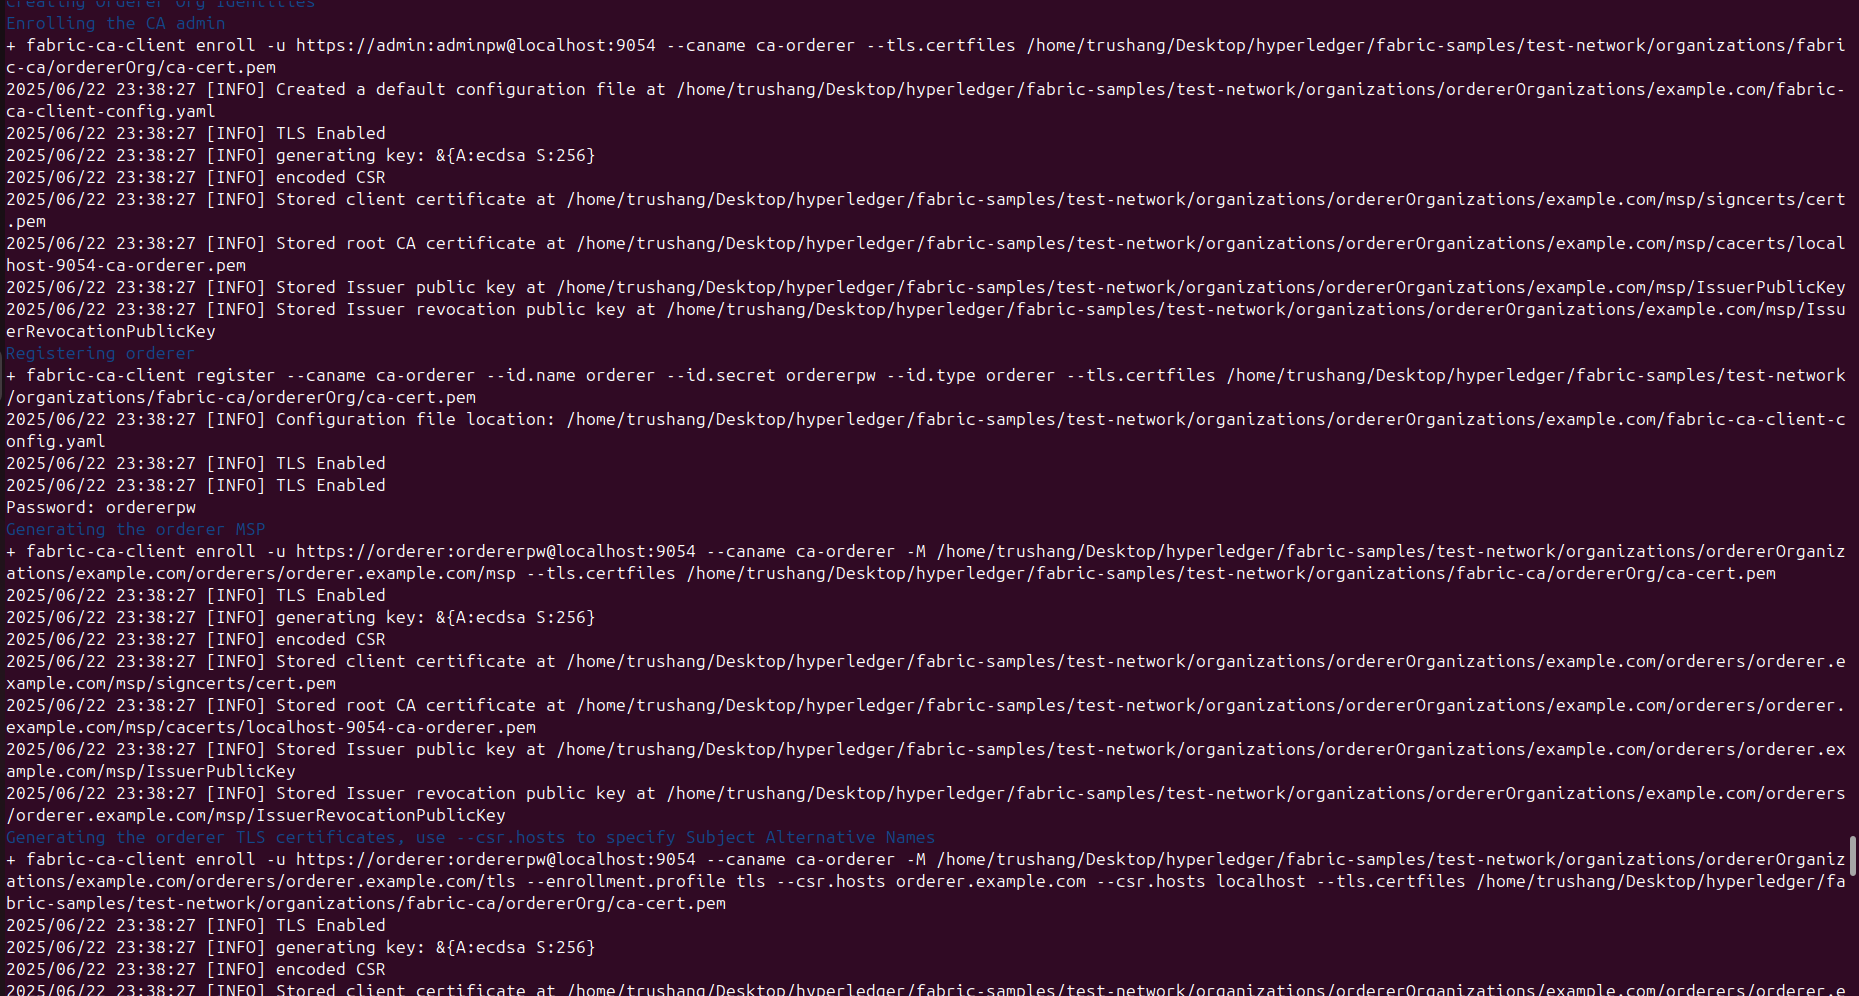 Creating Orderer Org Identities
Enrolling the CA admin
+ fabric-ca-client enroll -u https://admin:adminpw@localhost:9054 --caname ca-orderer --tls.certfiles /home/trushang/Desktop/hyperledger/fabric-samples/test-network/organizations/fabri
c-ca/ordererOrg/ca-cert.pem
2025/06/22 23:38:27 [INFO] Created a default configuration file at /home/trushang/Desktop/hyperledger/fabric-samples/test-network/organizations/ordererOrganizations/example.com/fabric-
ca-client-config.yaml
2025/06/22 23:38:27 [INFO] TLS Enabled
2025/06/22 23:38:27 [INFO] generating key: &{A:ecdsa S:256}
2025/06/22 23:38:27 [INFO] encoded CSR
2025/06/22 23:38:27 [INFO] Stored client certificate at /home/trushang/Desktop/hyperledger/fabric-samples/test-network/organizations/ordererOrganizations/example.com/msp/signcerts/cert
.pem
2025/06/22 23:38:27 [INFO] Stored root CA certificate at /home/trushang/Desktop/hyperledger/fabric-samples/test-network/organizations/ordererOrganizations/example.com/msp/cacerts/local
host-9054-ca-orderer.pem
2025/06/22 23:38:27 [INFO] Stored Issuer public key at /home/trushang/Desktop/hyperledger/fabric-samples/test-network/organizations/ordererOrganizations/example.com/msp/IssuerPublicKey
2025/06/22 23:38:27 [INFO] Stored Issuer revocation public key at /home/trushang/Desktop/hyperledger/fabric-samples/test-network/organizations/ordererOrganizations/example.com/msp/Issu
erRevocationPublicKey
Registering orderer
+ fabric-ca-client register --caname ca-orderer --id.name orderer --id.secret ordererpw --id.type orderer --tls.certfiles /home/trushang/Desktop/hyperledger/fabric-samples/test-network
/organizations/fabric-ca/ordererOrg/ca-cert.pem
2025/06/22 23:38:27 [INFO] Configuration file location: /home/trushang/Desktop/hyperledger/fabric-samples/test-network/organizations/ordererOrganizations/example.com/fabric-ca-client-c
onfig.yaml
2025/06/22 23:38:27 [INFO] TLS Enabled
2025/06/22 23:38:27 [INFO] TLS Enabled
Password: ordererpw
Generating the orderer MSP
+ fabric-ca-client enroll -u https://orderer:ordererpw@localhost:9054 --caname ca-orderer -M /home/trushang/Desktop/hyperledger/fabric-samples/test-network/organizations/ordererOrganiz
ations/example.com/orderers/orderer.example.com/msp --tls.certfiles /home/trushang/Desktop/hyperledger/fabric-samples/test-network/organizations/fabric-ca/ordererOrg/ca-cert.pem
2025/06/22 23:38:27 [INFO] TLS Enabled
2025/06/22 23:38:27 [INFO] generating key: &{A:ecdsa S:256}
2025/06/22 23:38:27 [INFO] encoded CSR
2025/06/22 23:38:27 [INFO] Stored client certificate at /home/trushang/Desktop/hyperledger/fabric-samples/test-network/organizations/ordererOrganizations/example.com/orderers/orderer.e
xample.com/msp/signcerts/cert.pem
2025/06/22 23:38:27 [INFO] Stored root CA certificate at /home/trushang/Desktop/hyperledger/fabric-samples/test-network/organizations/ordererOrganizations/example.com/orderers/orderer.
example.com/msp/cacerts/localhost-9054-ca-orderer.pem
2025/06/22 23:38:27 [INFO] Stored Issuer public key at /home/trushang/Desktop/hyperledger/fabric-samples/test-network/organizations/ordererOrganizations/example.com/orderers/orderer.ex
ample.com/msp/IssuerPublicKey
2025/06/22 23:38:27 [INFO] Stored Issuer revocation public key at /home/trushang/Desktop/hyperledger/fabric-samples/test-network/organizations/ordererOrganizations/example.com/orderers
/orderer.example.com/msp/IssuerRevocationPublicKey
Generating the orderer TLS certificates, use --csr.hosts to specify Subject Alternative Names
+ fabric-ca-client enroll -u https://orderer:ordererpw@localhost:9054 --caname ca-orderer -M /home/trushang/Desktop/hyperledger/fabric-samples/test-network/organizations/ordererOrganiz
ations/example.com/orderers/orderer.example.com/tls --enrollment.profile tls --csr.hosts orderer.example.com --csr.hosts localhost --tls.certfiles /home/trushang/Desktop/hyperledger/fa
bric-samples/test-network/organizations/fabric-ca/ordererOrg/ca-cert.pem
2025/06/22 23:38:27 [INFO] TLS Enabled
2025/06/22 23:38:27 [INFO] generating key: &{A:ecdsa S:256}
2025/06/22 23:38:27 [INFO] encoded CSR
2025/06/22 23:38:27 [INFO] Stored client certificate at /home/trushang/Desktop/hyperledger/fabric-samples/test-network/organizations/ordererOrganizations/example.com/orderers/orderer.e